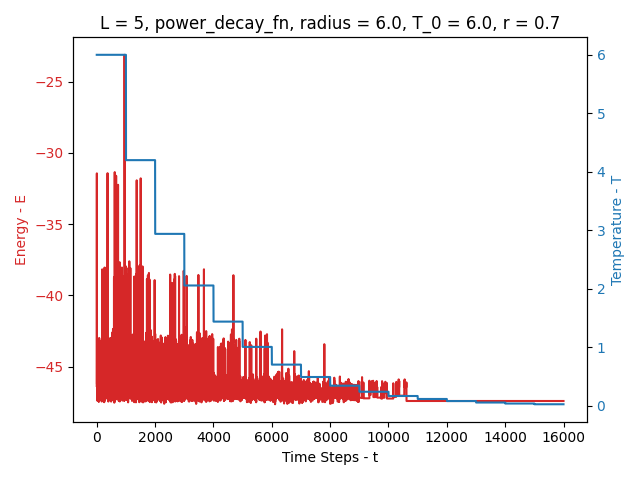 L = 5, power_decay_fn, radius = 6.0, T_0 = 6.0, r = 0.7
Energy - E
−25
−30
−35
−40
−45
6
5
4
3
2
1
0
Temperature - T
0 2000 4000 6000 8000 10000 12000 14000 16000
Time Steps - t